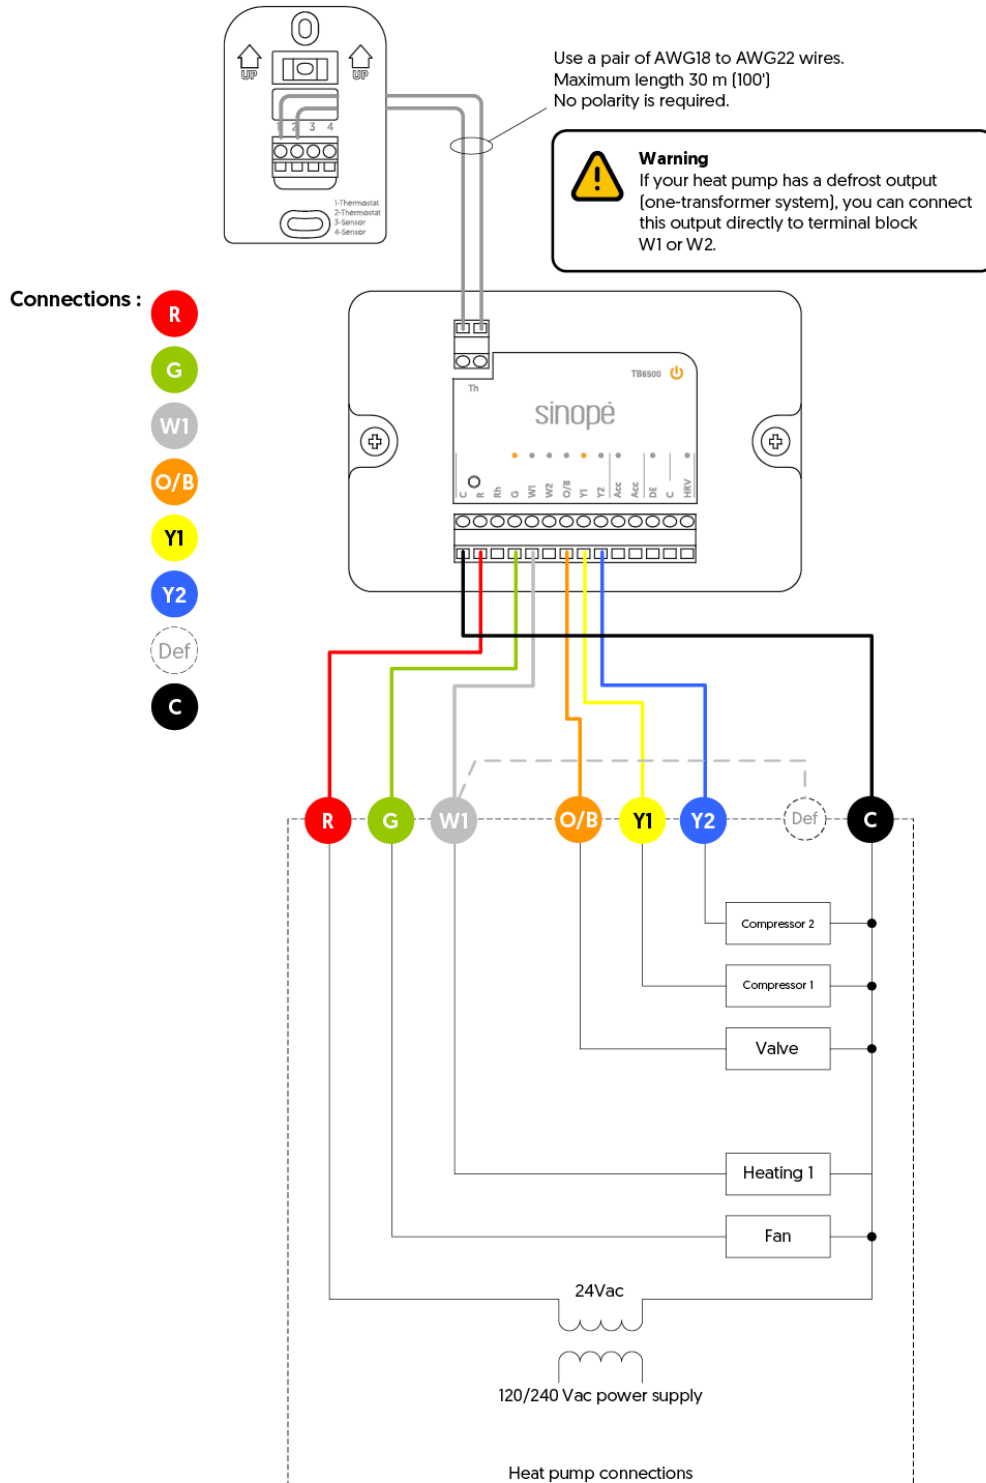 UP
UP
1 2 3 4
1-Thermostat
2-Thermostat
3-Sensor
4-Sensor
Use a pair of AWG18 to AWG22 wires.
Maximum length 30 m (100')
No polarity is required.
Warning
If your heat pump has a defrost output
(one-transformer system), you can connect
this output directly to terminal block
W1 or W2.
Connections :
R
G
W1
O/B
Y1
Y2
Def
C
Th
TB6500
sinopé
C R Rh G W1 W2 O/B Y1 Y2 Acc Acc DE C HRV
R G W1 O/B Y1 Y2 Def C
Compressor 2
Compressor 1
Valve
Heating 1
Fan
24Vac
120/240 Vac power supply
Heat pump connections